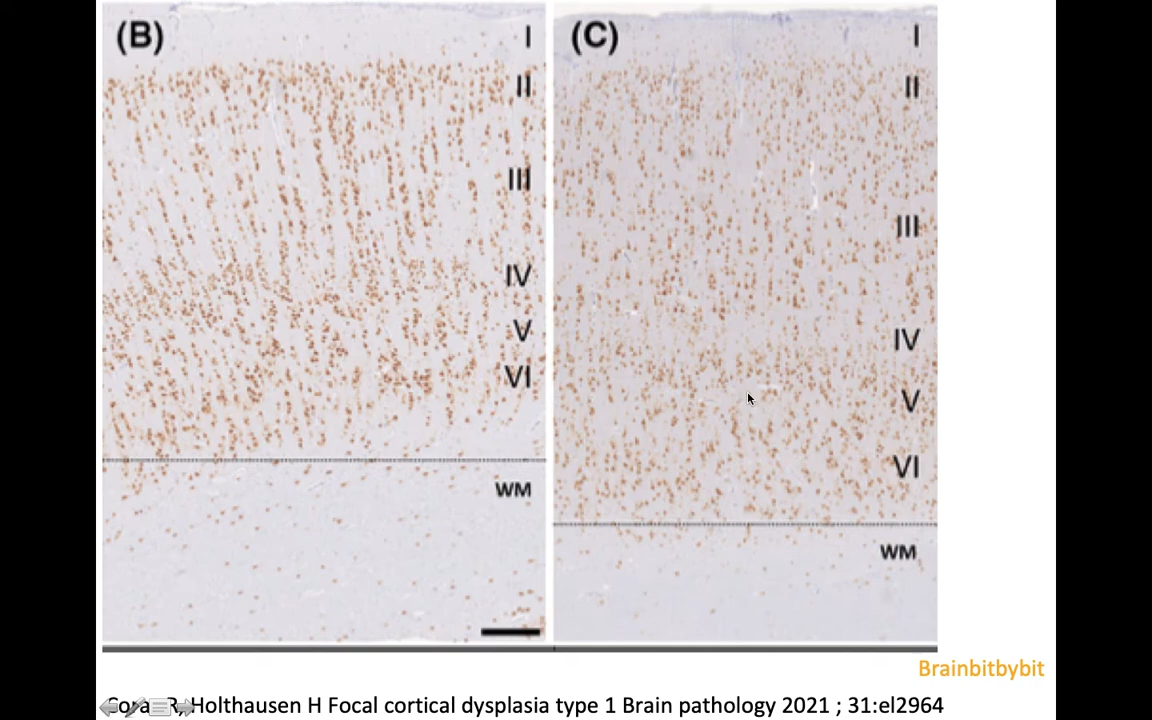 (B)
I
II
III
IV
V
VI
WM
(C)
I
II
III
IV
V
VI
WM
Brainbitbybit
Holthausen H Focal cortical dysplasia type 1 Brain pathology 2021 ; 31:el2964